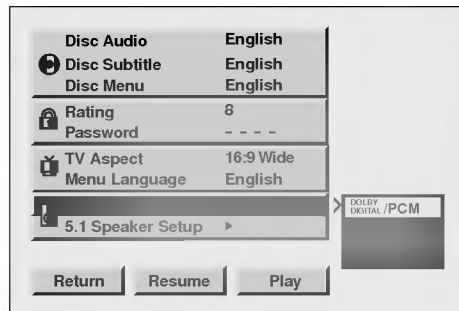 Disc Audio English
Disc Subtitle English
Disc Menu English
Rating 8
Password - - - -
TV Aspect 16:9 Wide
Menu Language English
5.1 Speaker Setup ►
DOLBY DIGITAL /PCM
Return Resume Play